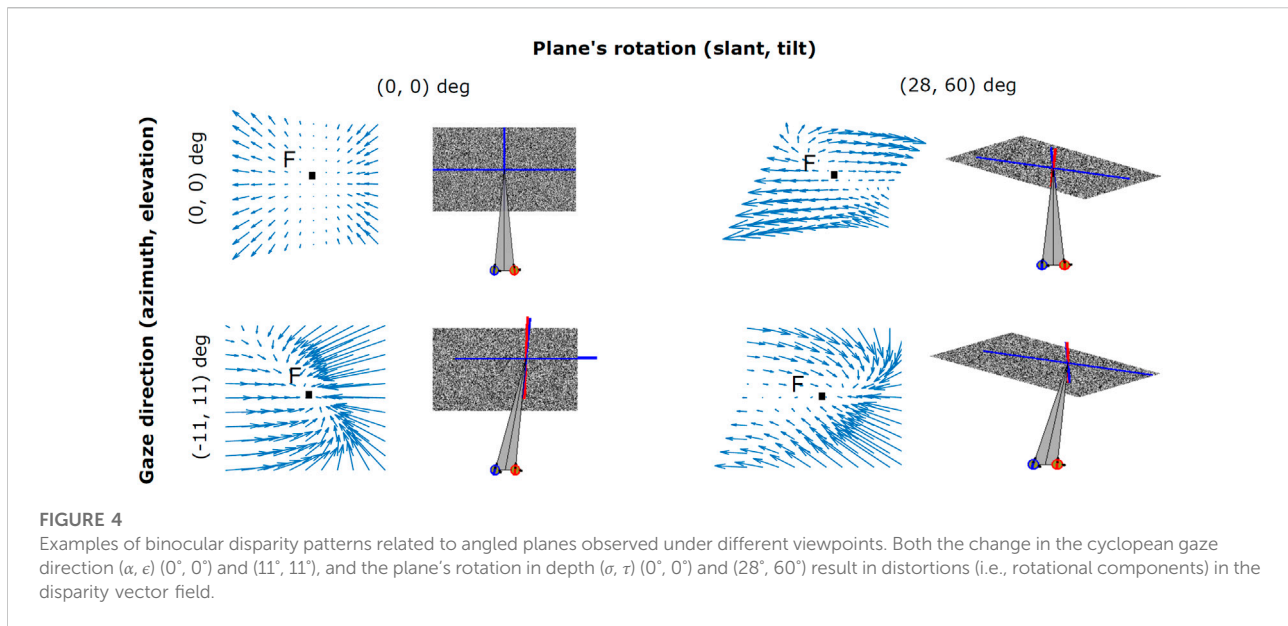 Plane's rotation (slant, tilt)
(0, 0) deg
(28, 60) deg
Gaze direction (azimuth, elevation)
(0, 0) deg
F
F
(-11, 11) deg
F
F
FIGURE 4
Examples of binocular disparity patterns related to angled planes observed under different viewpoints. Both the change in the cyclopean gaze
direction (α, ϵ) (0°, 0°) and (11°, 11°), and the plane's rotation in depth (σ, τ) (0°, 0°) and (28°, 60°) result in distortions (i.e., rotational components) in the
disparity vector field.